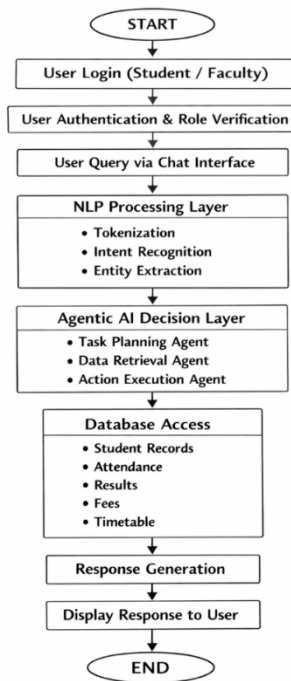 START
User Login (Student / Faculty)
User Authentication & Role Verification
User Query via Chat Interface
NLP Processing Layer
• Tokenization
• Intent Recognition
• Entity Extraction
Agentic AI Decision Layer
• Task Planning Agent
• Data Retrieval Agent
• Action Execution Agent
Database Access
• Student Records
• Attendance
• Results
• Fees
• Timetable
Response Generation
Display Response to User
END